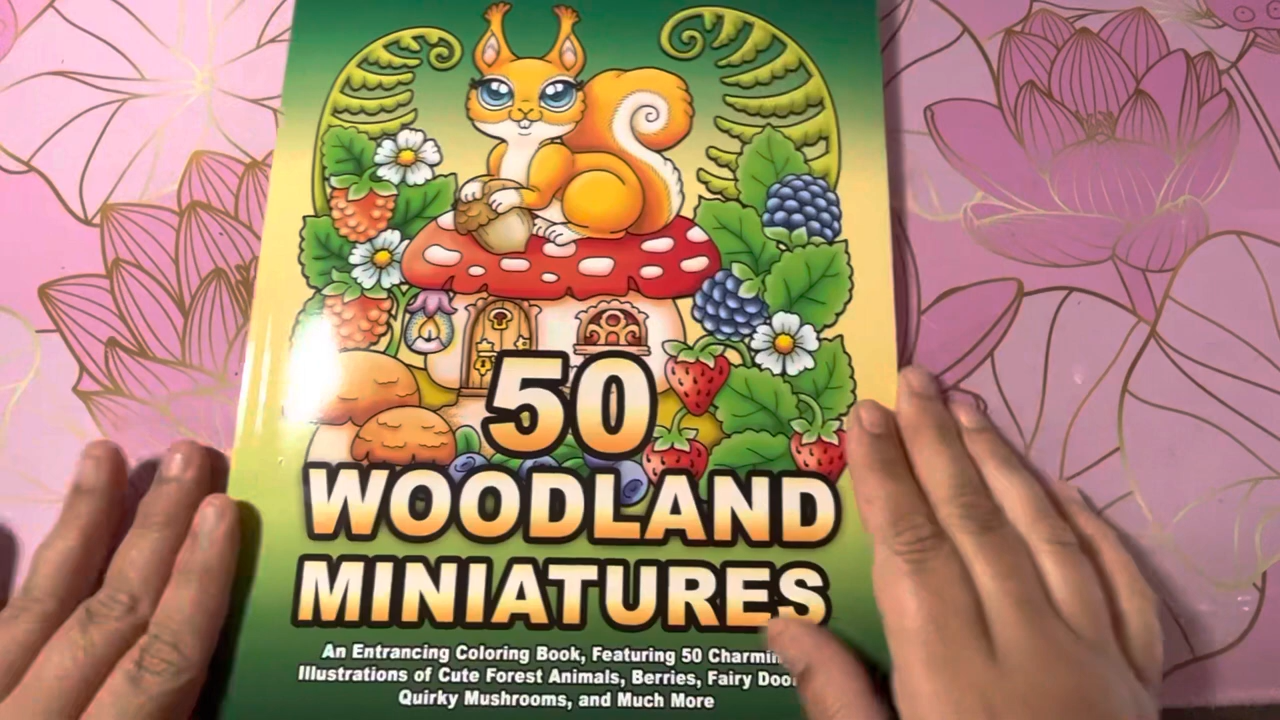 50
WOODLAND
MINIATURES
An Entrancing Coloring Book, Featuring 50
Illustrations of Cute Forest Animals, Berries, Fairy
Quirky Mushrooms, and Much More